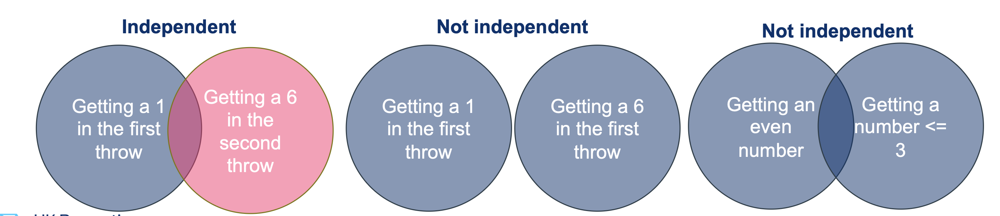 Independent
Getting a 1
in the first
throw
Getting a 6
in the
second
throw
Not independent
Getting a 1
in the first
throw
Getting a 6
in the first
throw
Not independent
Getting an
even
number
Getting a
number <=
3